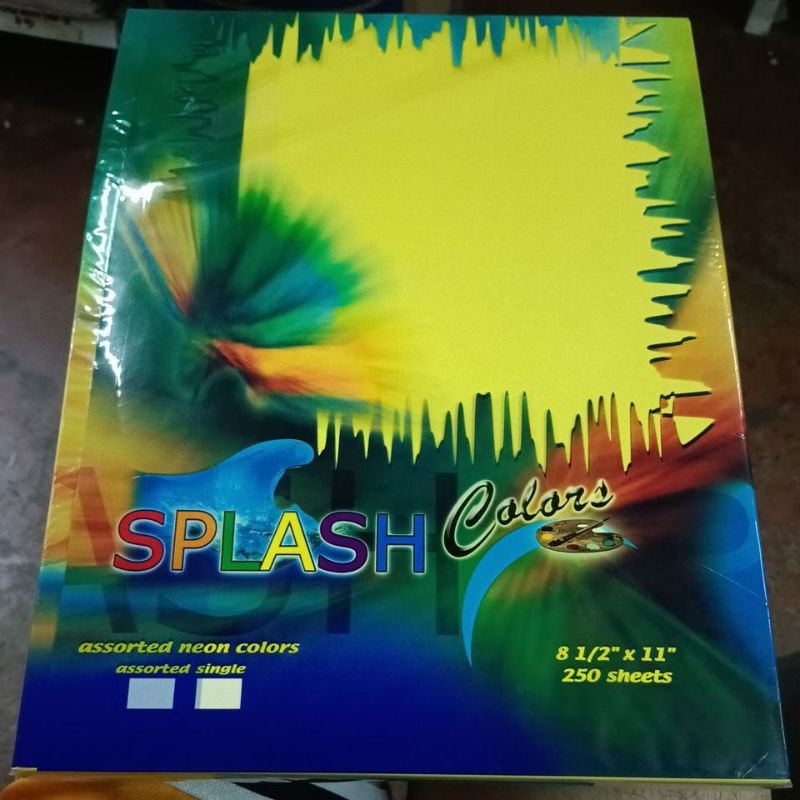 SPLASH Colors
assorted neon colors
assorted single
8 1/2" x 11"
250 sheets